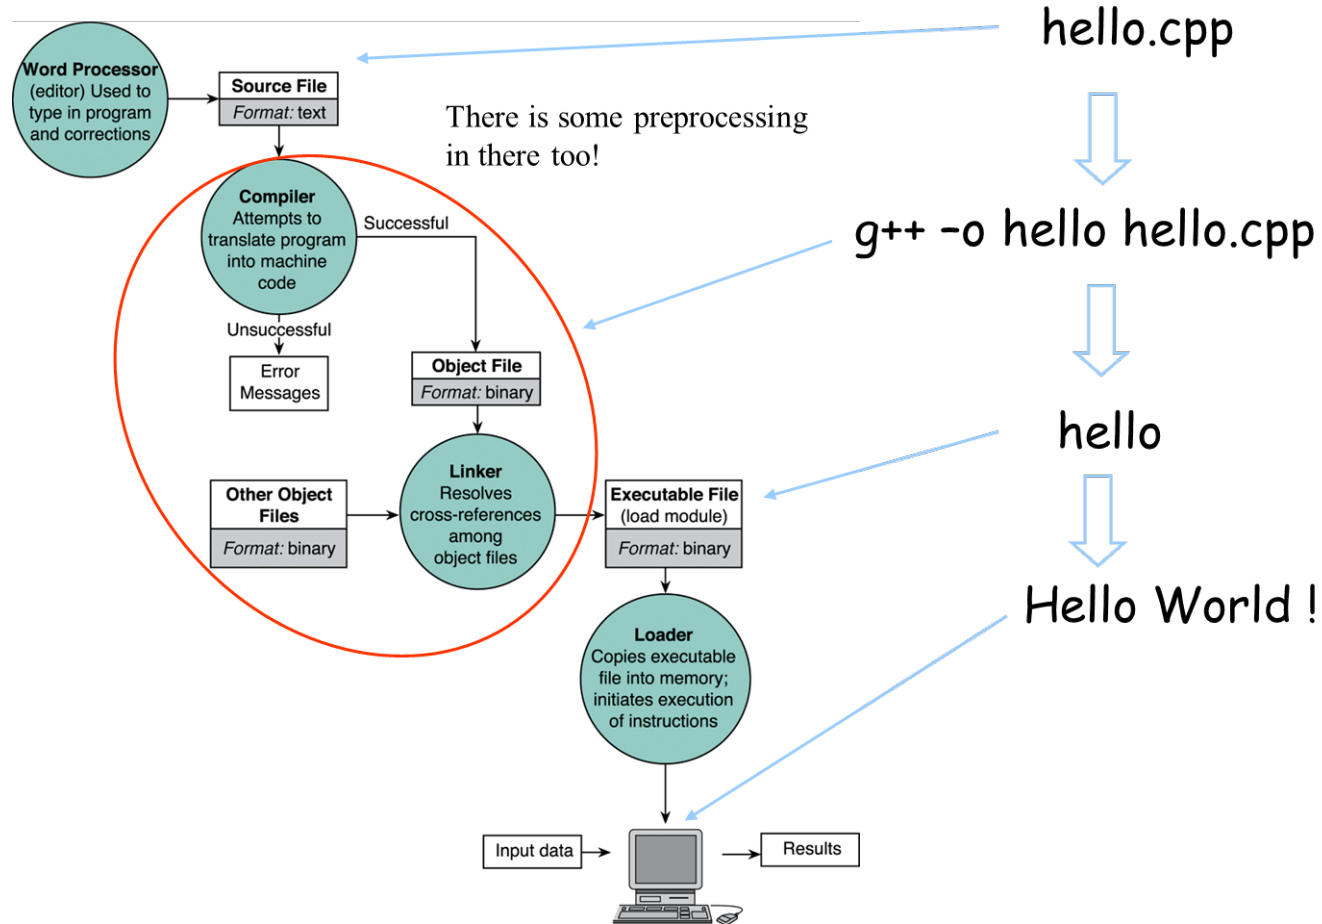 hello.cpp
Word Processor
(editor) Used to
type in program
and corrections
Source File
Format: text
There is some preprocessing
in there too!
Compiler
Attempts to
translate program
into machine
code
Successful
g++ –o hello hello.cpp
Unsuccessful
Error
Messages
Object File
Format: binary
hello
Other Object
Files
Format: binary
Linker
Resolves
cross-references
among
object files
Executable File
(load module)
Format: binary
Hello World !
Loader
Copies executable
file into memory;
initiates execution
of instructions
Input data
Results